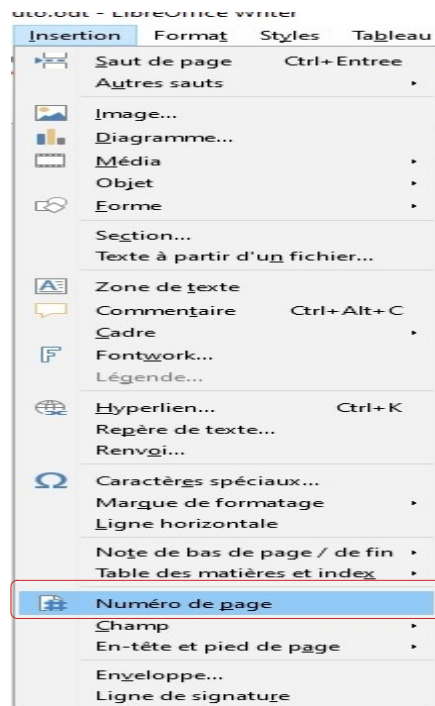 uto.odt - LibreOffice Writer
Insertion Format Styles Tableau
Saut de page Ctrl+Entree
Autres sauts
Image...
Diagramme...
Média
Objet
Forme
Section...
Texte à partir d'un fichier...
Zone de texte
Commentaire Ctrl+Alt+C
Cadre
Fontwork...
Légende...
Hyperlien... Ctrl+K
Repère de texte...
Renvoi...
Caractères spéciaux...
Marque de formatage
Ligne horizontale
Note de bas de page / de fin
Table des matières et index
Numéro de page
Champ
En-tête et pied de page
Enveloppe...
Ligne de signature